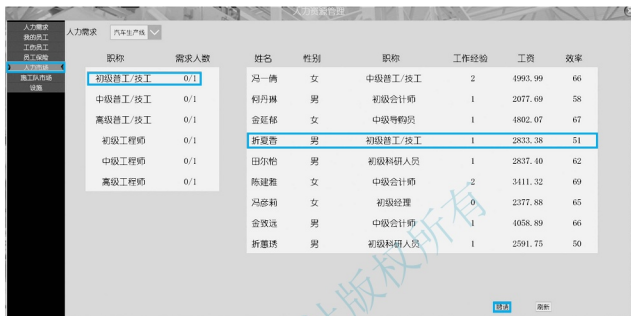 人力资源管理
人力需求
我的员工
工伤员工
员工保险
人力市场
施工队市场
设施
人力需求 汽车生产线
职称 需求人数
初级普工/技工 0/1
中级普工/技工 0/1
高级普工/技工 0/1
初级工程师 0/1
中级工程师 0/1
高级工程师 0/1
姓名 性别 职称 工作经验 工资 效率
冯一倩 女 中级普工/技工 2 4993.99 66
何丹琳 男 初级会计师 1 2077.69 58
金延郁 女 中级导购员 1 4802.07 67
折夏香 男 初级普工/技工 1 2833.38 51
田尔怡 男 初级科研人员 1 2837.40 62
陈建雅 女 中级会计师 2 3411.32 69
冯彦莉 女 初级经理 0 2377.88 65
金致远 男 中级会计师 1 4058.89 66
折蕙琇 男 初级科研人员 1 2591.75 50
邀请 刷新
版权所有